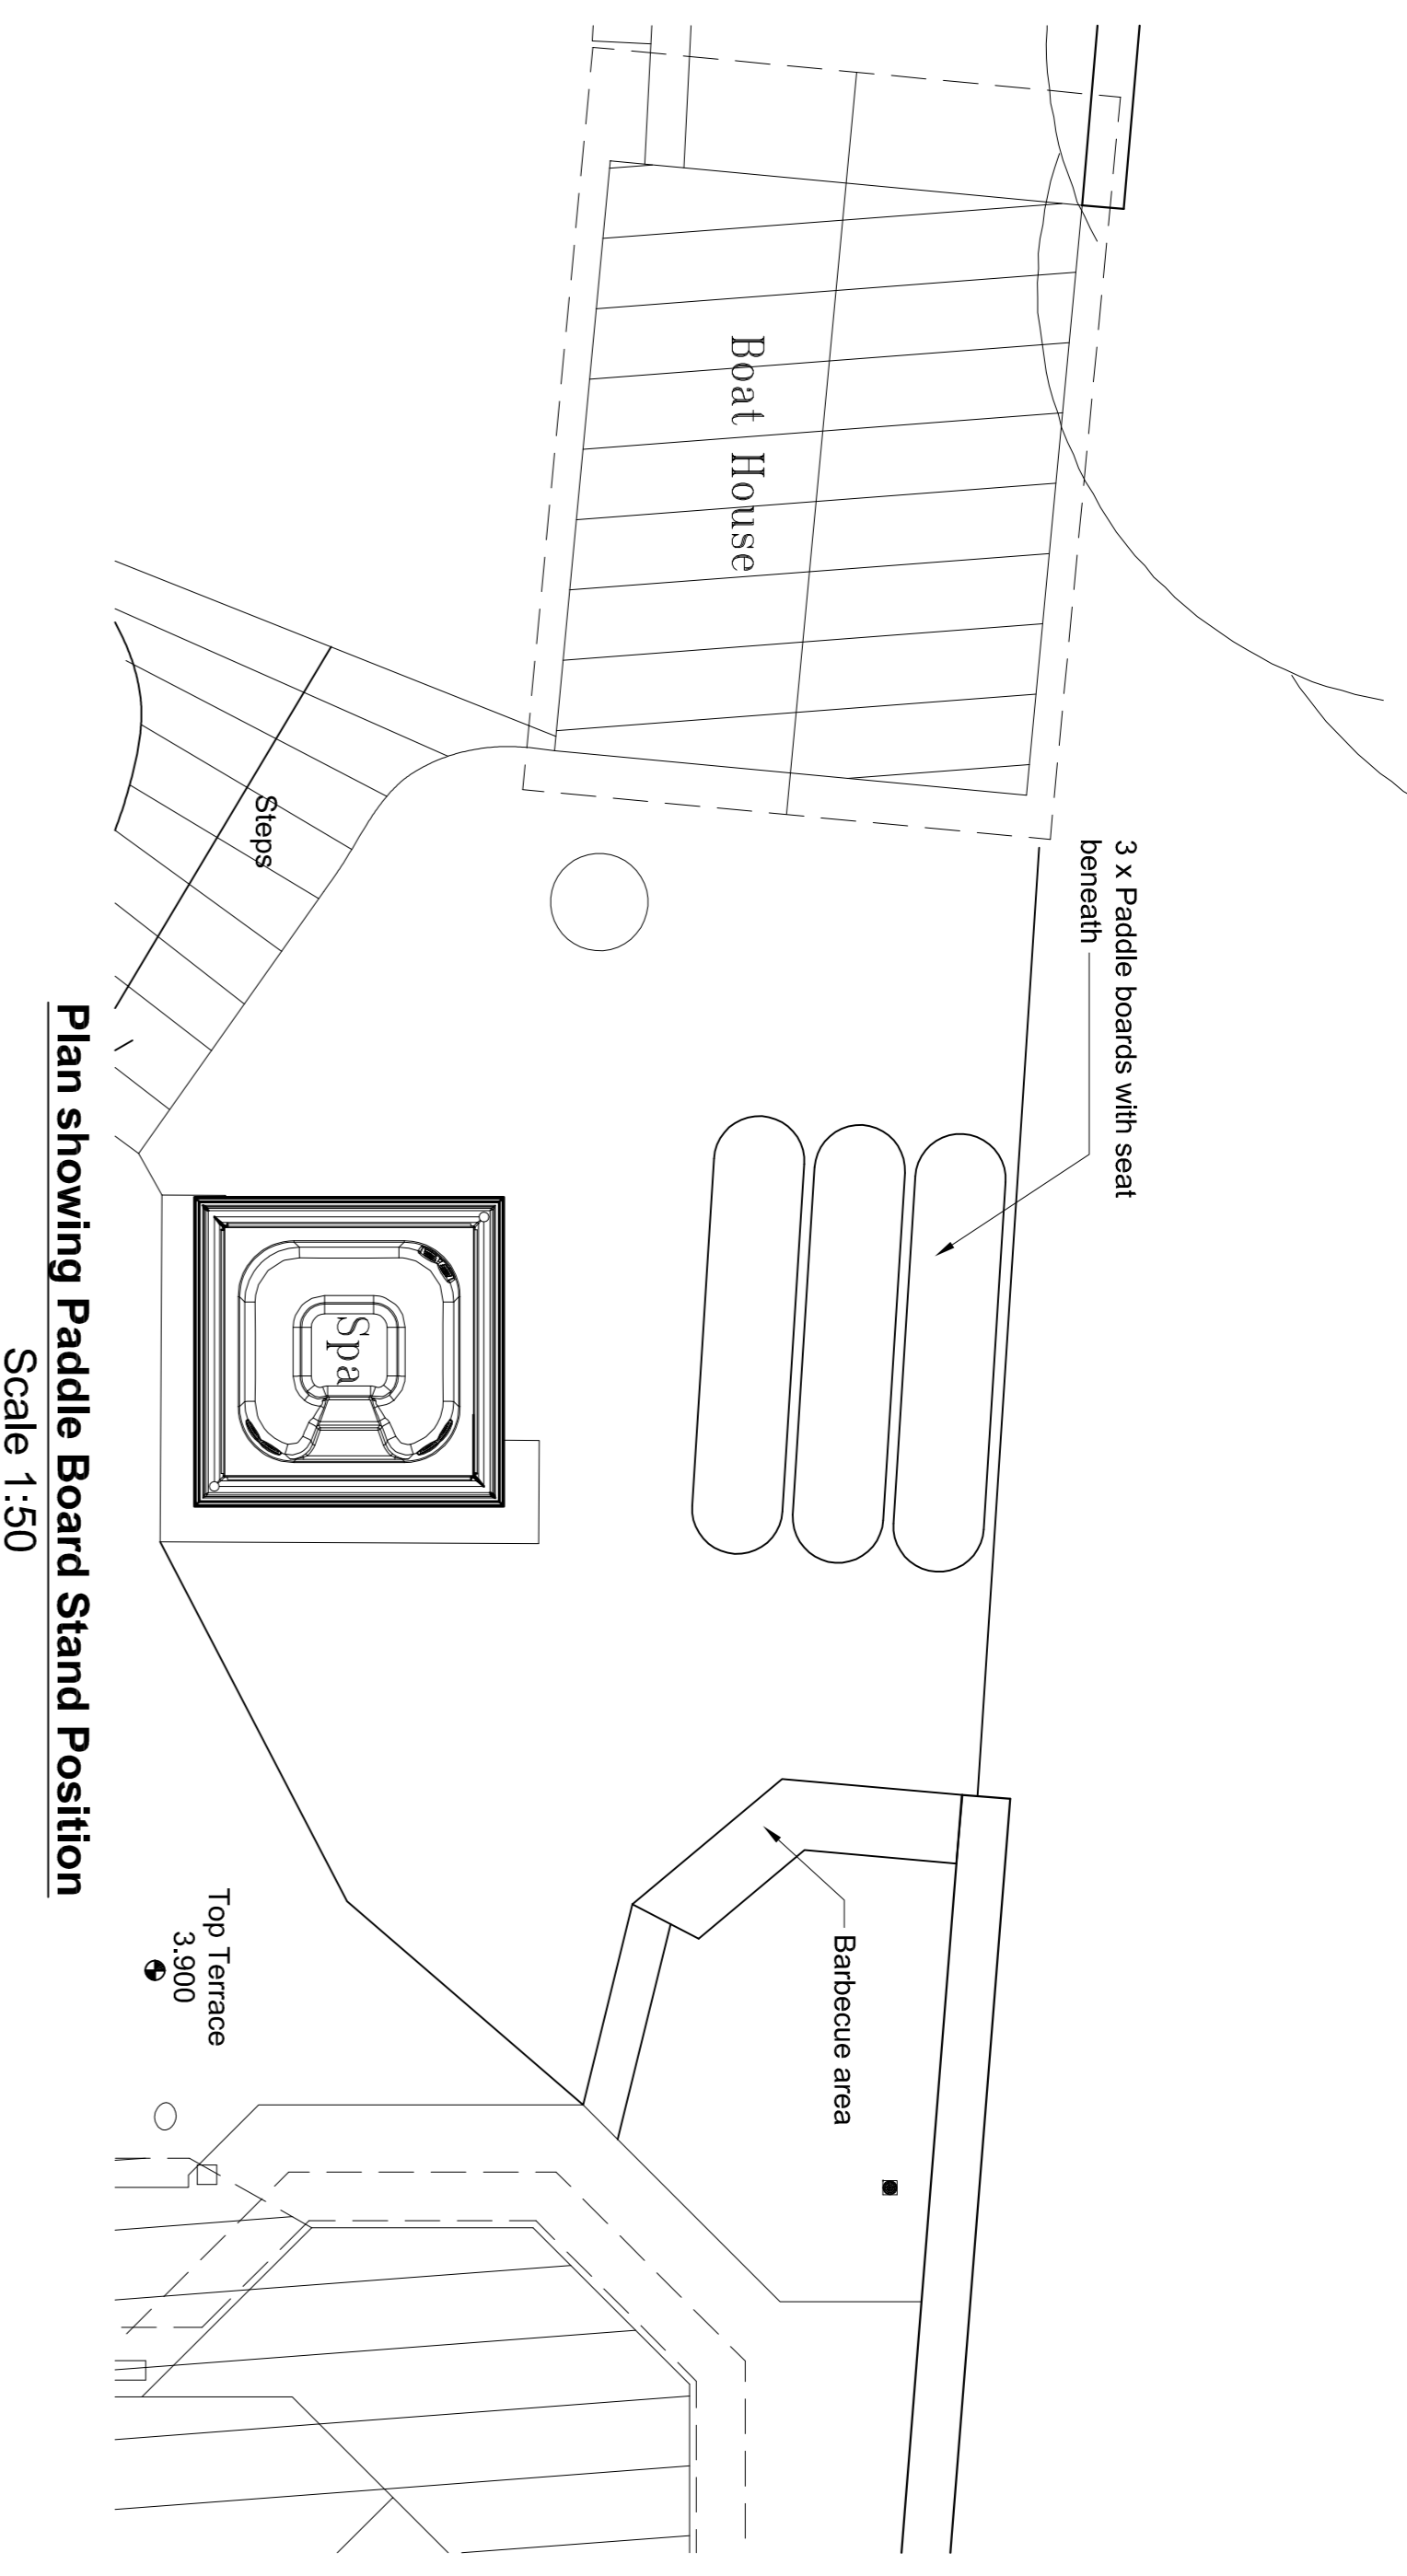 Boat House
3 x Paddle boards with seat
beneath
Steps
Spa
Barbecue area
Top Terrace
3.900
Plan showing Paddle Board Stand Position
Scale 1:50